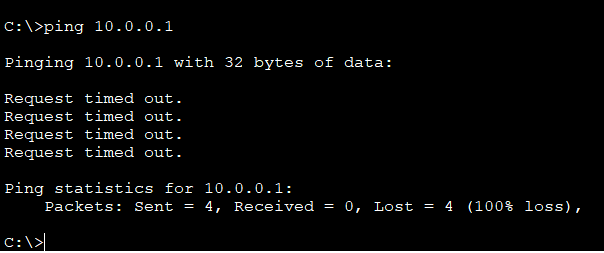 C:\>ping 10.0.0.1
Pinging 10.0.0.1 with 32 bytes of data:
Request timed out.
Request timed out.
Request timed out.
Request timed out.
Ping statistics for 10.0.0.1:
    Packets: Sent = 4, Received = 0, Lost = 4 (100% loss),
C:\>